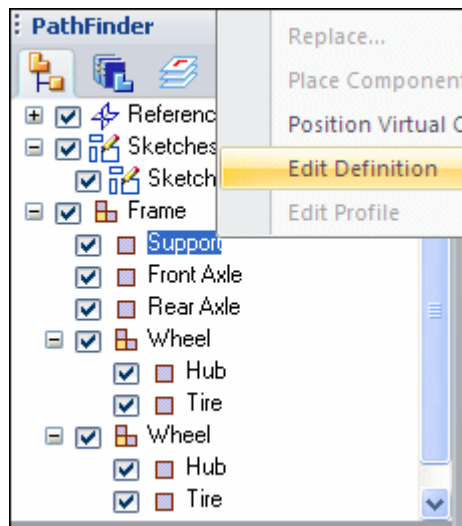 PathFinder
Replace...
Place Component
Position Virtual C
Edit Definition
Edit Profile
Referenc
Sketches
Sketch
Frame
Support
Front Axle
Rear Axle
Wheel
Hub
Tire
Wheel
Hub
Tire